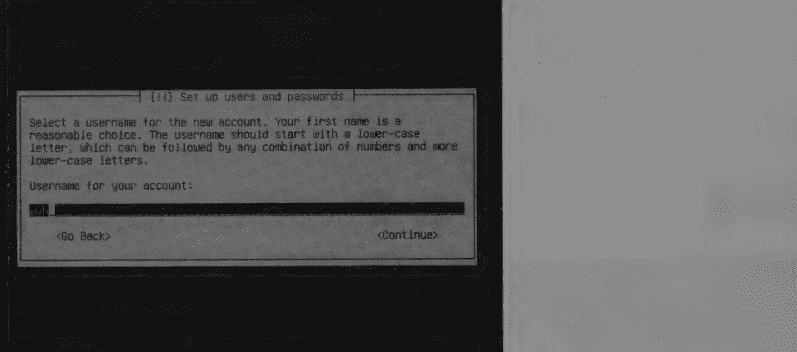 [!!] Set up users and passwords
Select a username for the new account. Your first name is a
reasonable choice. The username should start with a lower-case
letter, which can be followed by any combination of numbers and more
lower-case letters.
Username for your account:
<Go Back> <Continue>